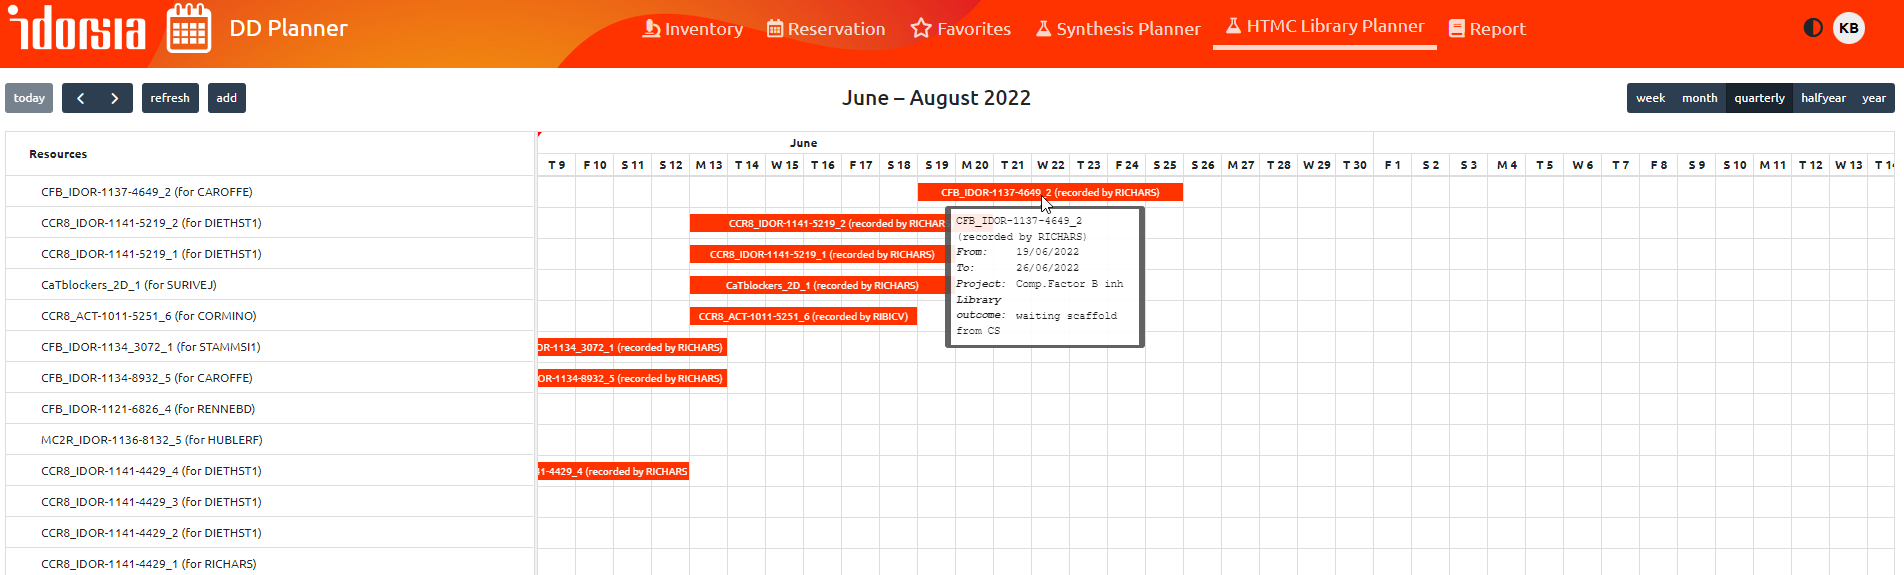 idorsia
DD Planner
Inventory
Reservation
Favorites
Synthesis Planner
HTMC Library Planner
Report
KB
today
refresh
add
June – August 2022
week
month
quarterly
halfyear
year
Resources
June
T 9 F 10 S 11 S 12 M 13 T 14 W 15 T 16 F 17 S 18 S 19 M 20 T 21 W 22 T 23 F 24 S 25 S 26 M 27 T 28 W 29 T 30 F 1 S 2 S 3 M 4 T 5 W 6 T 7 F 8 S 9 S 10 M 11 T 12 W 13 T 14
CFB_IDOR-1137-4649_2 (for CAROFFE)
CFB_IDOR-1137-4649_2 (recorded by RICHARS)
CCR8_IDOR-1141-5219_2 (for DIETHST1)
CCR8_IDOR-1141-5219_2 (recorded by RICHAR
CCR8_IDOR-1141-5219_1 (for DIETHST1)
CCR8_IDOR-1141-5219_1 (recorded by RICHARS)
CaTblockers_2D_1 (for SURIVEJ)
CaTblockers_2D_1 (recorded by RICHARS)
CCR8_ACT-1011-5251_6 (for CORMINO)
CCR8_ACT-1011-5251_6 (recorded by RIBICV)
CFB_IDOR-1134_3072_1 (for STAMMSI1)
OR-1134_3072_1 (recorded by RICHARS)
CFB_IDOR-1134-8932_5 (for CAROFFE)
OR-1134-8932_5 (recorded by RICHARS)
CFB_IDOR-1121-6826_4 (for RENNEBD)
MC2R_IDOR-1136-8132_5 (for HUBLERF)
CCR8_IDOR-1141-4429_4 (for DIETHST1)
41-4429_4 (recorded by RICHARS
CCR8_IDOR-1141-4429_3 (for DIETHST1)
CCR8_IDOR-1141-4429_2 (for DIETHST1)
CCR8_IDOR-1141-4429_1 (for RICHARS)
CFB_IDOR-1137-4649_2
(recorded by RICHARS)
From: 19/06/2022
To: 26/06/2022
Project: Comp.Factor B inh
Library
outcome: waiting scaffold
from CS